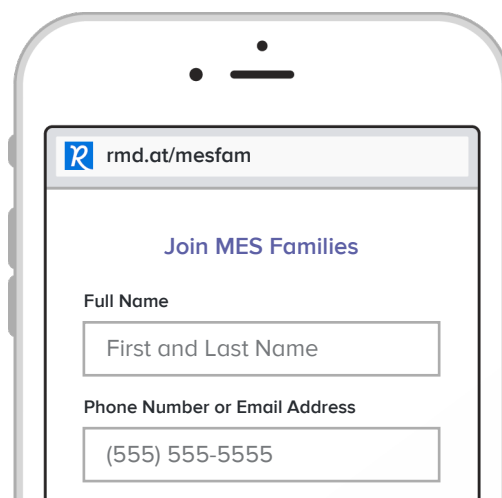 rmd.at/mesfam
Join MES Families
Full Name
First and Last Name
Phone Number or Email Address
(555) 555-5555